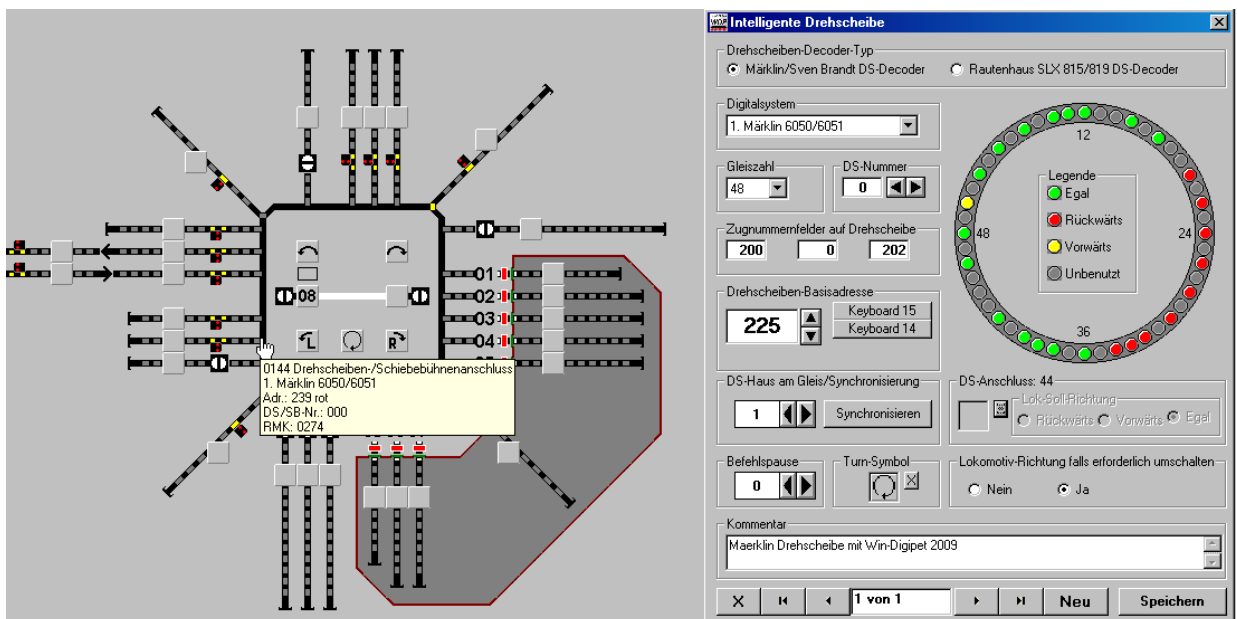 01
02
03
04
08
L
R
0144 Drehscheiben-/Schiebebühnenanschluss
1. Märklin 6050/6051
Adr.: 239 rot
DS/SB-Nr.: 000
RMK: 0274
Intelligente Drehscheibe
Drehscheiben-Decoder-Typ
Märklin/Sven Brandt DS-Decoder
Rautenhaus SLX 815/819 DS-Decoder
Digitalsystem
1. Märklin 6050/6051
Gleiszahl
48
DS-Nummer
0
Zugnummernfelder auf Drehscheibe
200 0 202
Drehscheiben-Basisadresse
225
Keyboard 15
Keyboard 14
12
24
36
48
Legende
Egal
Rückwärts
Vorwärts
Unbenutzt
DS-Haus am Gleis/Synchronisierung
1
Synchronisieren
DS-Anschluss: 44
Lok-Soll-Richtung
Rückwärts Vorwärts Egal
Befehlspause
0
Turn-Symbol
X
Lokomotiv-Richtung falls erforderlich umschalten
Nein
Ja
Kommentar
Maerklin Drehscheibe mit Win-Digipet 2009
X
1 von 1
Neu
Speichern